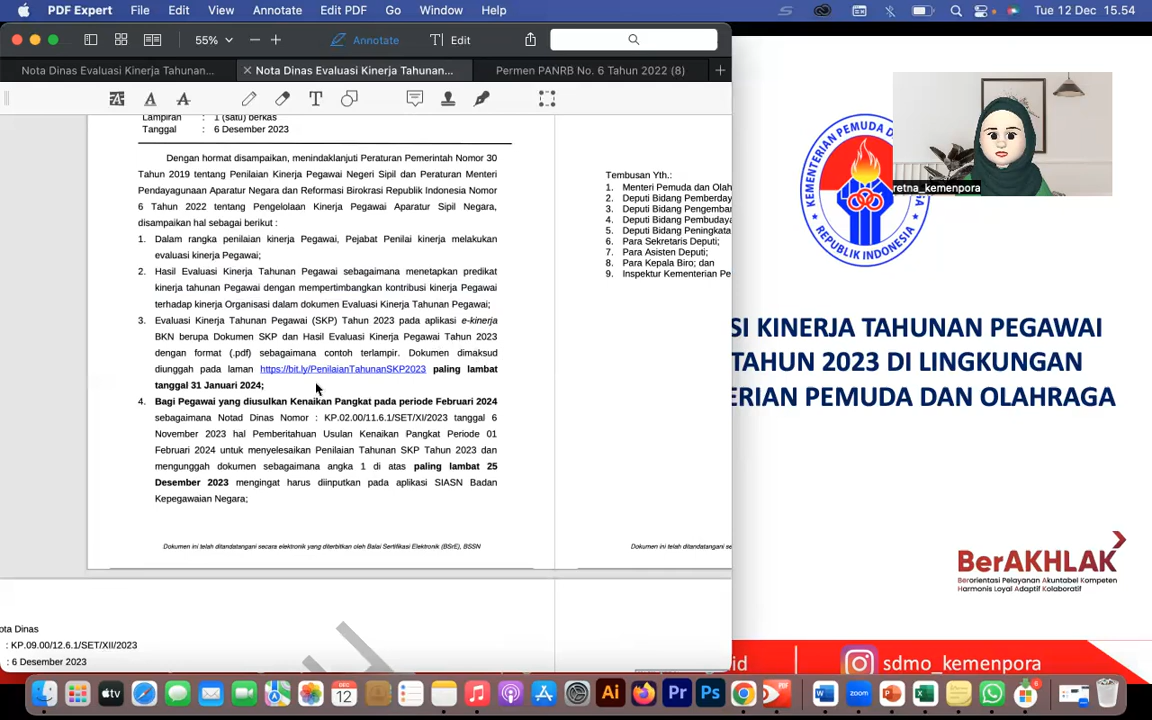 PDF Expert File Edit View Annotate Edit PDF Go Window Help Tue 12 Dec 15.54
55% Annotate Edit
Nota Dinas Evaluasi Kinerja Tahunan... Nota Dinas Evaluasi Kinerja Tahunan... Permen PANRB No. 6 Tahun 2022 (8)
Lampiran : 1 (satu) berkas
Tanggal : 6 Desember 2023
Dengan hormat disampaikan, menindaklanjuti Peraturan Pemerintah Nomor 30
Tahun 2019 tentang Penilaian Kinerja Pegawai Negeri Sipil dan Peraturan Menteri
Pendayagunaan Aparatur Negara dan Reformasi Birokrasi Republik Indonesia Nomor
6 Tahun 2022 tentang Pengelolaan Kinerja Pegawai Aparatur Sipil Negara,
disampaikan hal sebagai berikut :
1. Dalam rangka penilaian kinerja Pegawai, Pejabat Penilai kinerja melakukan
evaluasi kinerja Pegawai;
2. Hasil Evaluasi Kinerja Tahunan Pegawai sebagaimana menetapkan predikat
kinerja tahunan Pegawai dengan mempertimbangkan kontribusi kinerja Pegawai
terhadap kinerja Organisasi dalam dokumen Evaluasi Kinerja Tahunan Pegawai;
3. Evaluasi Kinerja Tahunan Pegawai (SKP) Tahun 2023 pada aplikasi e-kinerja
BKN berupa Dokumen SKP dan Hasil Evaluasi Kinerja Pegawai Tahun 2023
dengan format (.pdf) sebagaimana contoh terlampir. Dokumen dimaksud
diunggah pada laman https://bit.ly/PenilaianTahunanSKP2023 paling lambat
tanggal 31 Januari 2024;
4. Bagi Pegawai yang diusulkan Kenaikan Pangkat pada periode Februari 2024
sebagaimana Notad Dinas Nomor : KP.02.00/11.6.1/SET/XI/2023 tanggal 6
November 2023 hal Pemberitahuan Usulan Kenaikan Pangkat Periode 01
Februari 2024 untuk menyelesaikan Penilaian Tahunan SKP Tahun 2023 dan
mengunggah dokumen sebagaimana angka 1 di atas paling lambat 25
Desember 2023 mengingat harus diinputkan pada aplikasi SIASN Badan
Kepegawaian Negara;
Dokumen ini telah ditandatangani secara elektronik yang diterbitkan oleh Balai Sertifikasi Elektronik (BSrE), BSSN
Tembusan Yth.:
1. Menteri Pemuda dan Olah
2. Deputi Bidang Pemberday
3. Deputi Bidang Pengemban
4. Deputi Bidang Pembuday
5. Deputi Bidang Peningkata
6. Para Sekretaris Deputi;
7. Para Asisten Deputi;
8. Para Kepala Biro; dan
9. Inspektur Kementerian Pe
Dokumen ini telah ditandatangani s
ota Dinas
: KP.09.00/12.6.1/SET/XII/2023
: 6 Desember 2023
KEMENTERIAN PEMUDA D
REPUBLIK INDONESIA
retna_kemenpora
SI KINERJA TAHUNAN PEGAWAI
TAHUN 2023 DI LINGKUNGAN
ERIAN PEMUDA DAN OLAHRAGA
BerAKHLAK
Berorientasi Pelayanan Akuntabel Kompeten
Harmonis Loyal Adaptif Kolaboratif
id
sdmo_kemenpora
DEC
12
tv
Ai
Pr
Ps
zoom
6